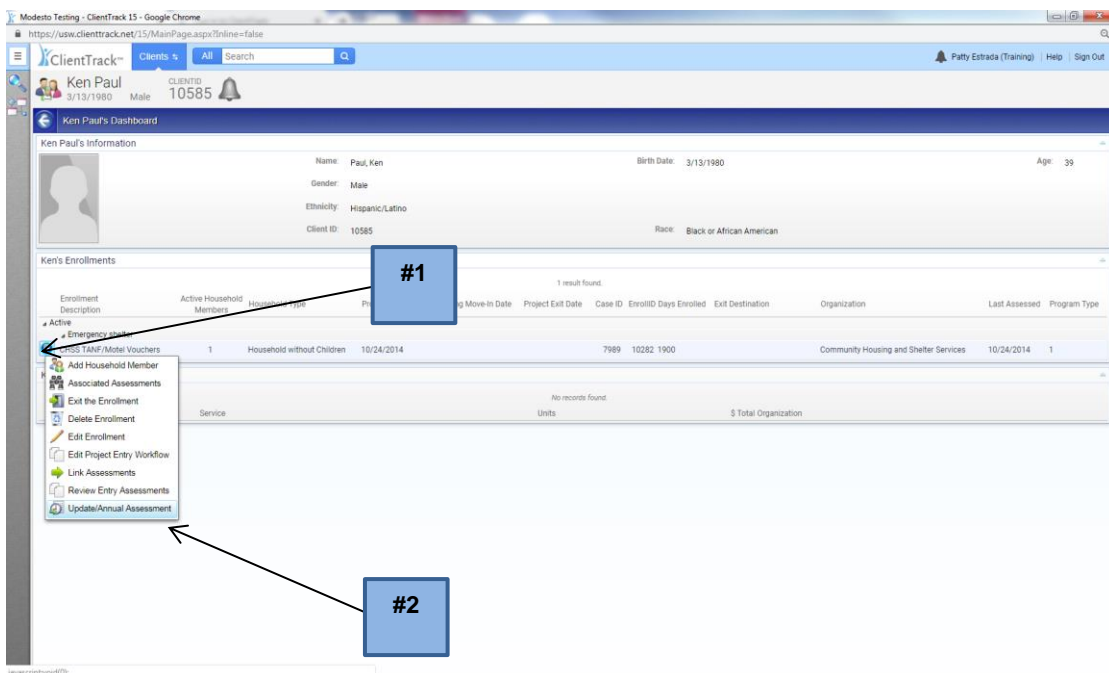 Modesto Testing - ClientTrack 15 - Google Chrome
https://usw.clienttrack.net/15/MainPage.aspx?Inline=false
ClientTrack™ Clients All Search Patty Estrada (Training) | Help | Sign Out
Ken Paul CLIENTID
3/13/1980 Male 10585
Ken Paul's Dashboard
Ken Paul's Information
Name: Paul, Ken Birth Date: 3/13/1980 Age: 39
Gender: Male
Ethnicity: Hispanic/Latino
Client ID: 10585 Race: Black or African American
Ken's Enrollments
#1
1 result found.
Enrollment Description Active Household Members Household Type Move-In Date Project Exit Date Case ID EnrollID Days Enrolled Exit Destination Organization Last Assessed Program Type
Active
Emergency shelter
CHSS TANF/Motel Vouchers 1 Household without Children 10/24/2014 7989 10282 1900 Community Housing and Shelter Services 10/24/2014 1
Add Household Member
Associated Assessments
No records found.
Exit the Enrollment
Service Units $ Total Organization
Delete Enrollment
Edit Enrollment
Edit Project Entry Workflow
Link Assessments
Review Entry Assessments
Update/Annual Assessment
#2